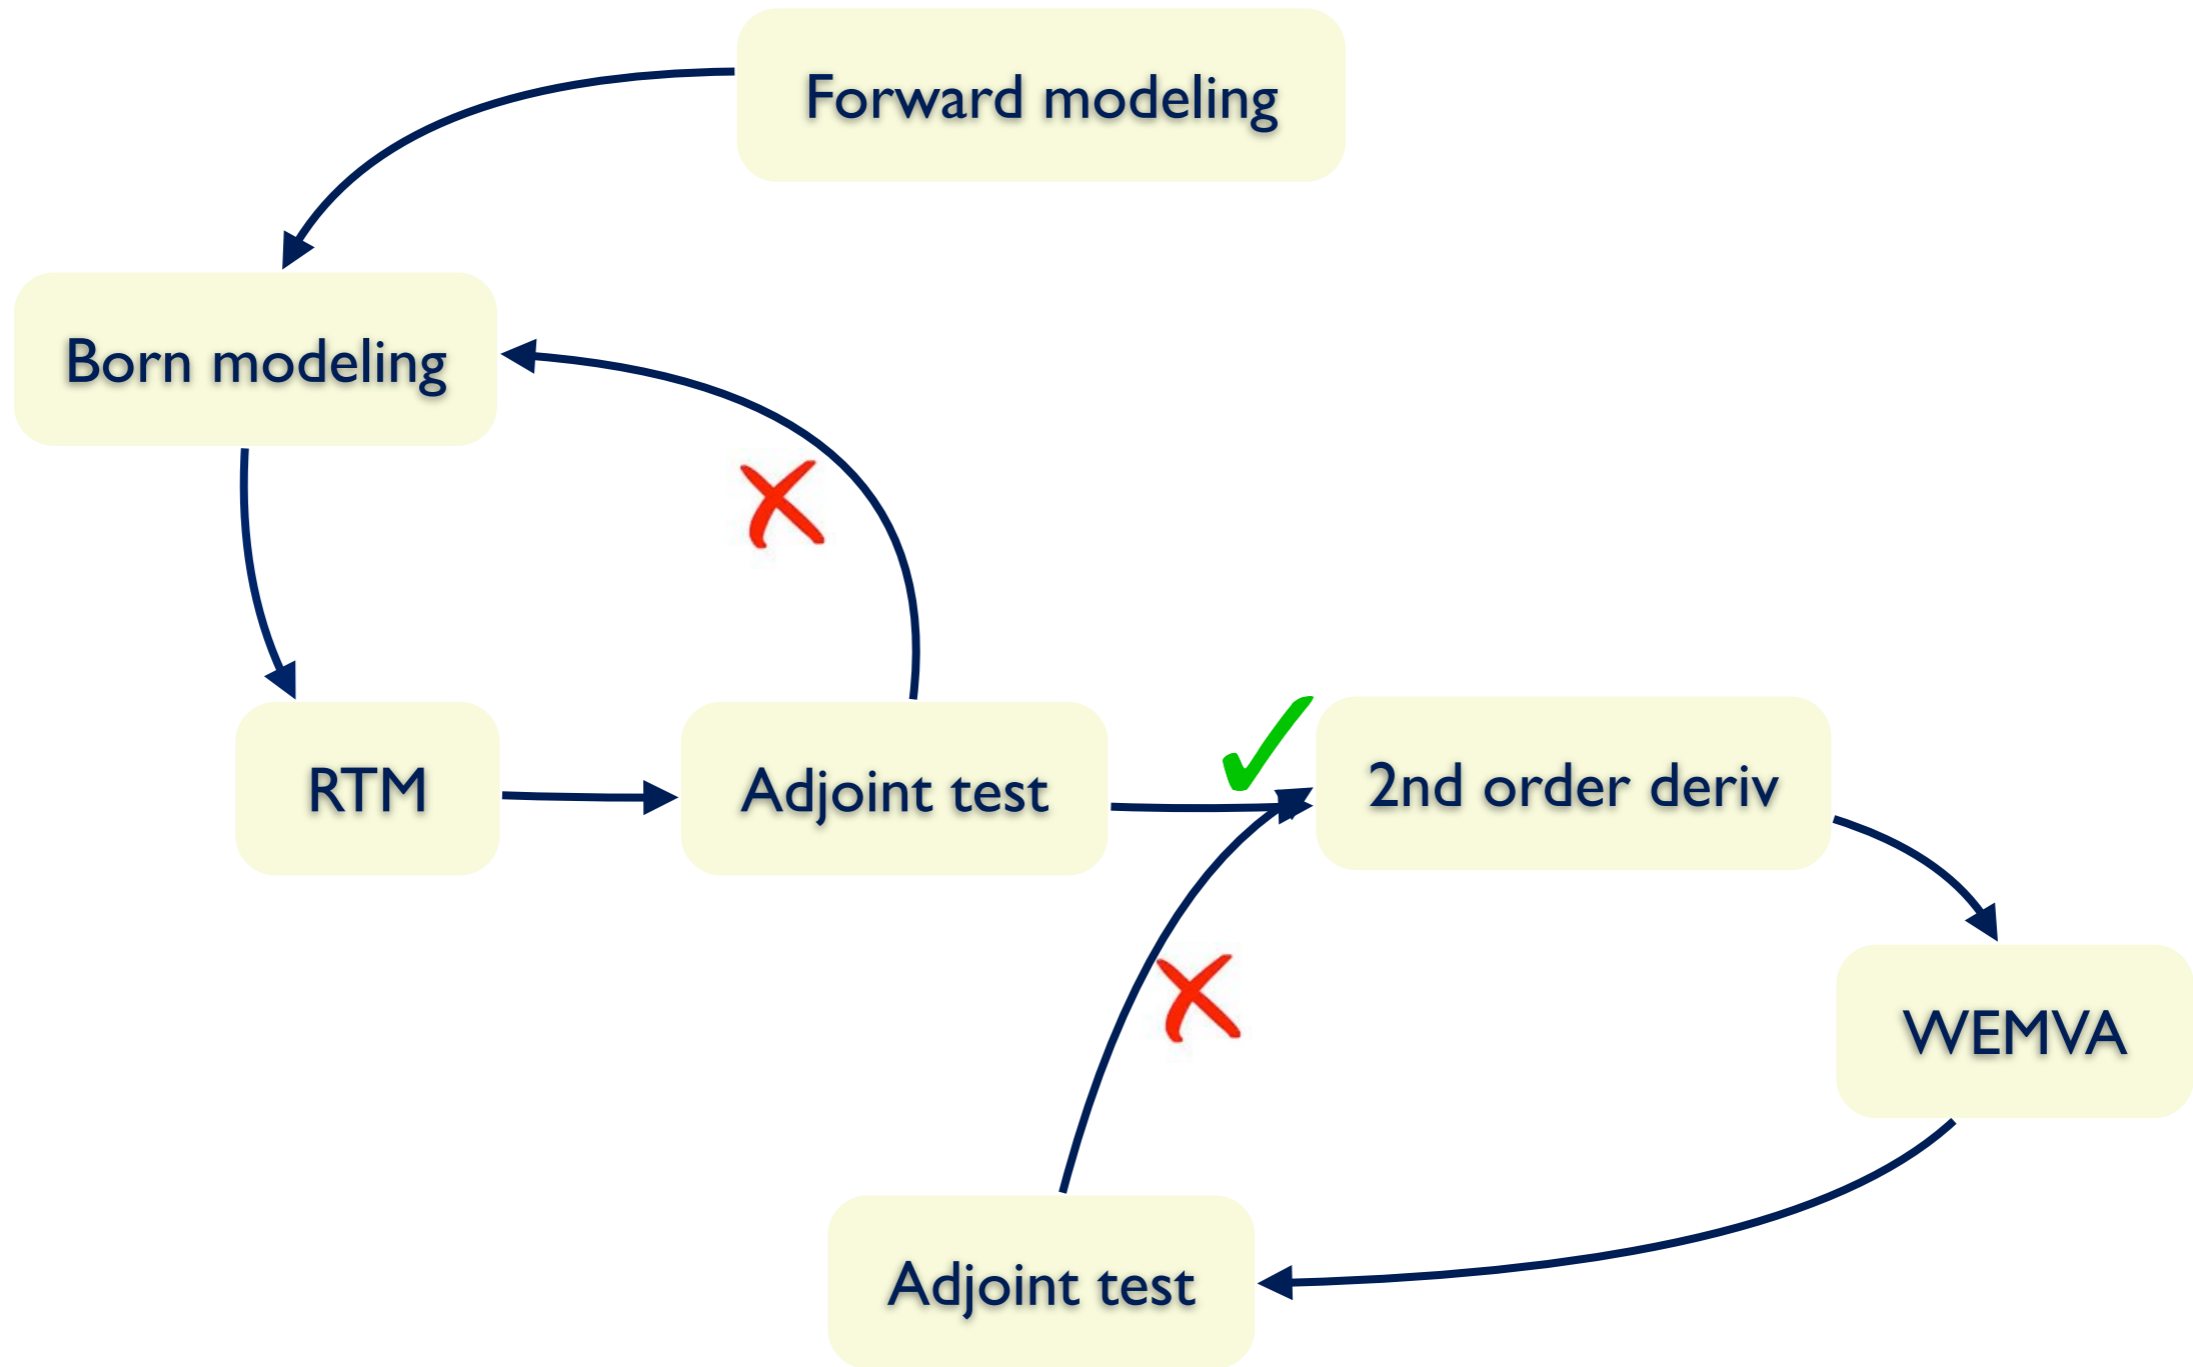 Forward modeling
Born modeling
RTM
Adjoint test
2nd order deriv
WEMVA
Adjoint test